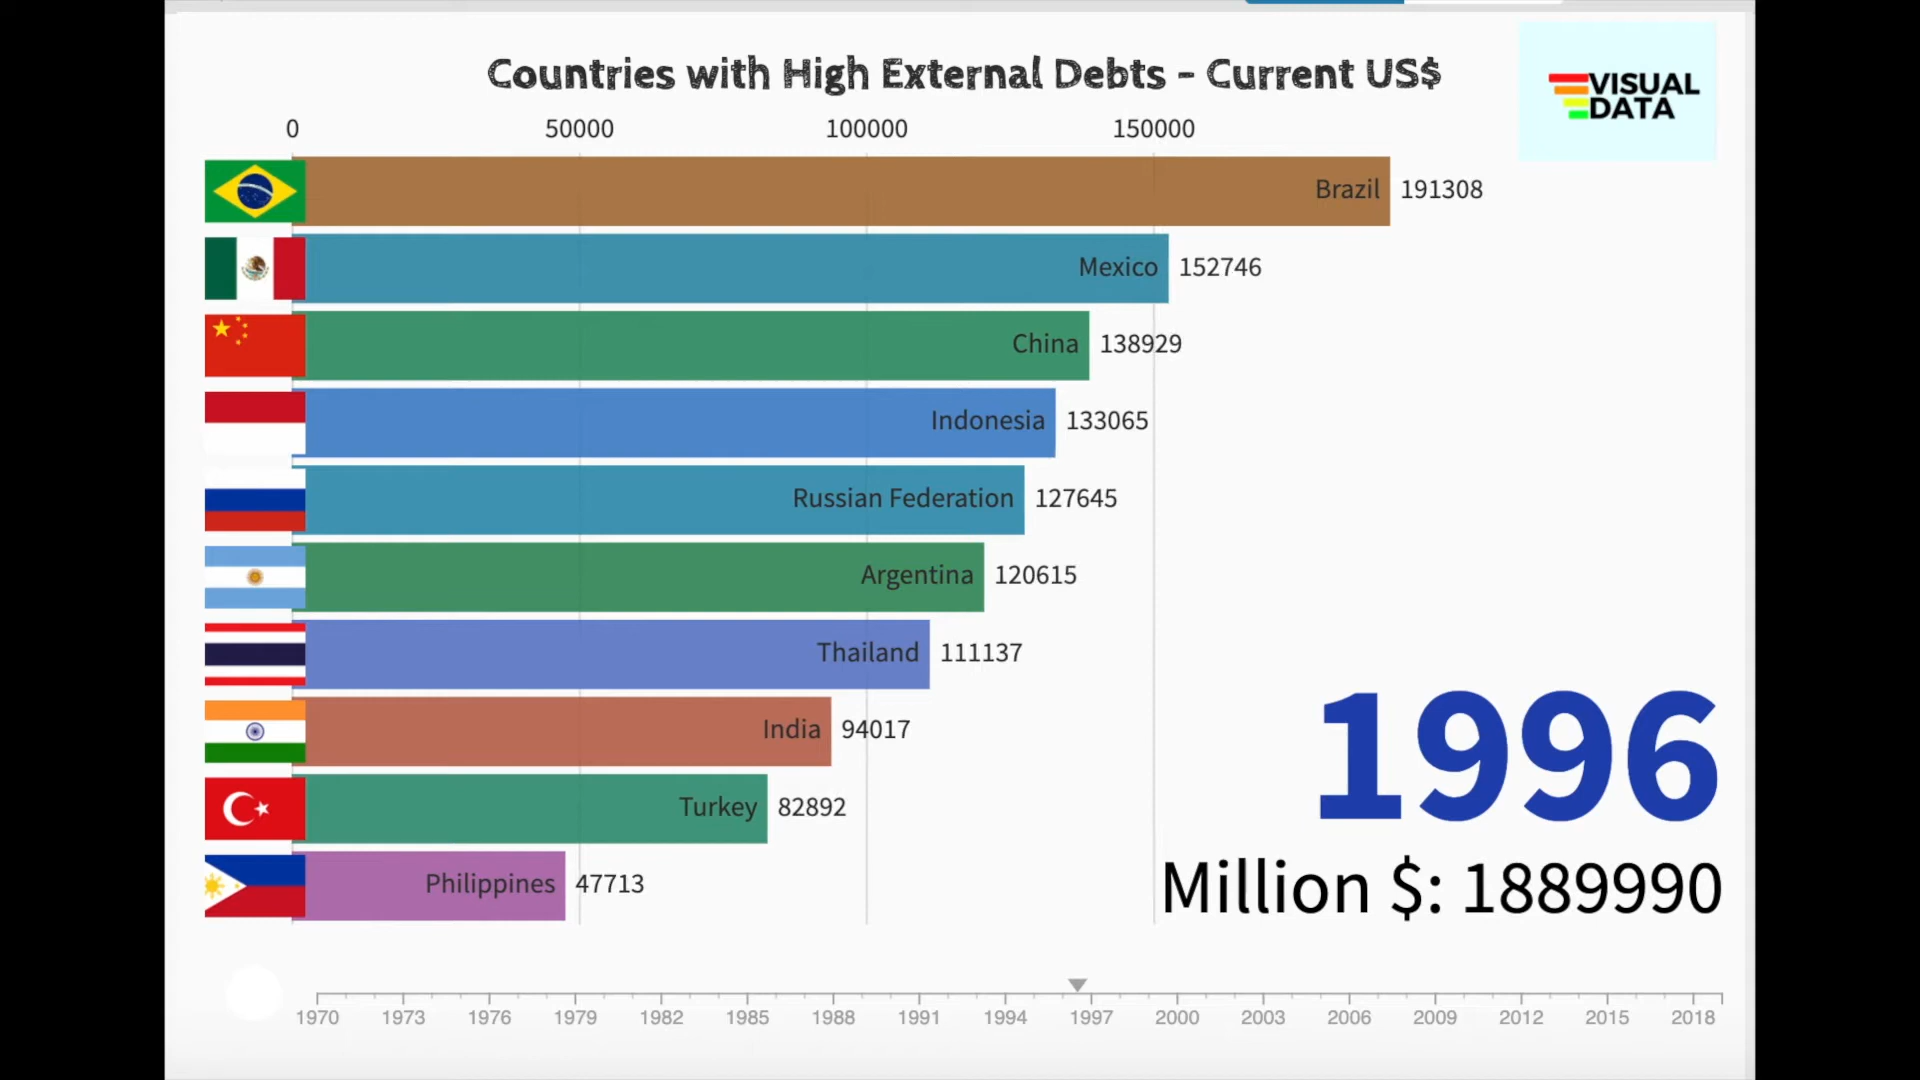 Countries with High External Debts - Current US$
VISUAL
DATA
0 50000 100000 150000
Brazil 191308
Mexico 152746
China 138929
Indonesia 133065
Russian Federation 127645
Argentina 120615
Thailand 111137
India 94017
Turkey 82892
Philippines 47713
1996
Million $: 1889990
1970 1973 1976 1979 1982 1985 1988 1991 1994 1997 2000 2003 2006 2009 2012 2015 2018